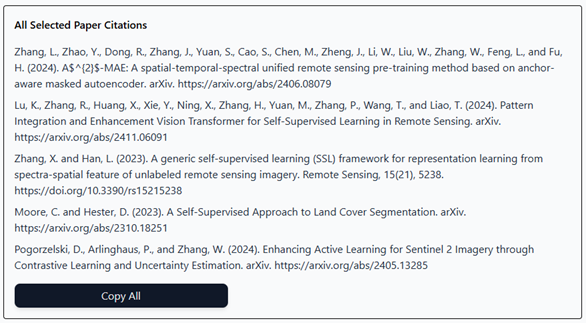 All Selected Paper Citations
Zhang, L., Zhao, Y., Dong, R., Zhang, J., Yuan, S., Cao, S., Chen, M., Zheng, J., Li, W., Liu, W., Zhang, W., Feng, L., and Fu,
H. (2024). A$^{2}$-MAE: A spatial-temporal-spectral unified remote sensing pre-training method based on anchor-
aware masked autoencoder. arXiv. https://arxiv.org/abs/2406.08079
Lu, K., Zhang, R., Huang, X., Xie, Y., Ning, X., Zhang, H., Yuan, M., Zhang, P., Wang, T., and Liao, T. (2024). Pattern
Integration and Enhancement Vision Transformer for Self-Supervised Learning in Remote Sensing. arXiv.
https://arxiv.org/abs/2411.06091
Zhang, X. and Han, L. (2023). A generic self-supervised learning (SSL) framework for representation learning from
spectra-spatial feature of unlabeled remote sensing imagery. Remote Sensing, 15(21), 5238.
https://doi.org/10.3390/rs15215238
Moore, C. and Hester, D. (2023). A Self-Supervised Approach to Land Cover Segmentation. arXiv.
https://arxiv.org/abs/2310.18251
Pogorzelski, D., Arlinghaus, P., and Zhang, W. (2024). Enhancing Active Learning for Sentinel 2 Imagery through
Contrastive Learning and Uncertainty Estimation. arXiv. https://arxiv.org/abs/2405.13285
Copy All